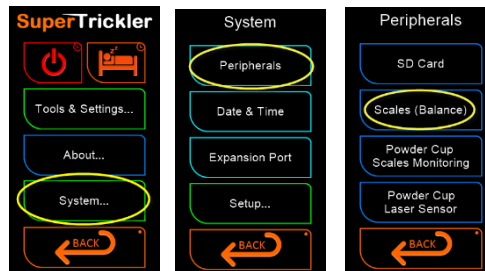 SuperTrickler
z z
Tools & Settings...
About...
System...
BACK
System
Peripherals
Date & Time
Expansion Port
Setup...
BACK
Peripherals
SD Card
Scales (Balance)
Powder Cup
Scales Monitoring
Powder Cup
Laser Sensor
BACK